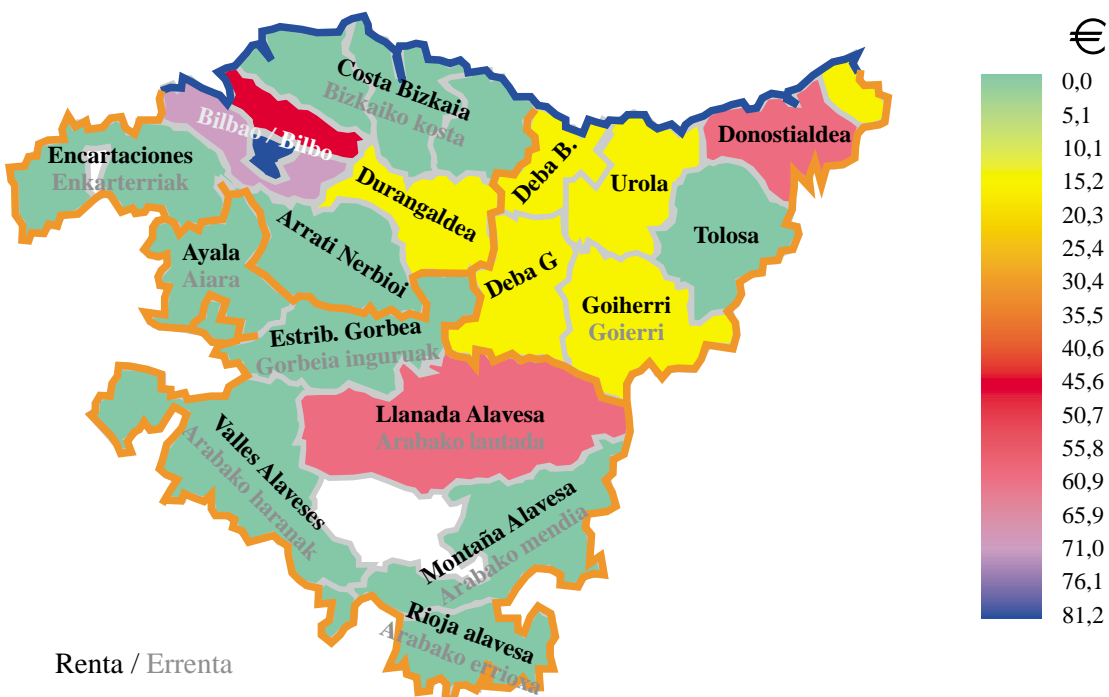 €
0,0
5,1
10,1
15,2
20,3
25,4
30,4
35,5
40,6
45,6
50,7
55,8
60,9
65,9
71,0
76,1
81,2
Costa Bizkaia
Bizkaiko kosta
Bilbao / Bilbo
Encartaciones
Enkarterriak
Donostialdea
Deba B.
Urola
Durangaldea
Arrati Nerbioi
Tolosa
Ayala
Aiara
Deba G
Goiherri
Goierri
Estrib. Gorbea
Gorbeia inguruak
Llanada Alavesa
Arabako lautada
Valles Alaveses
Arabako haranak
Montaña Alavesa
Arabako mendia
Rioja alavesa
Arabako errioxa
Renta / Errenta